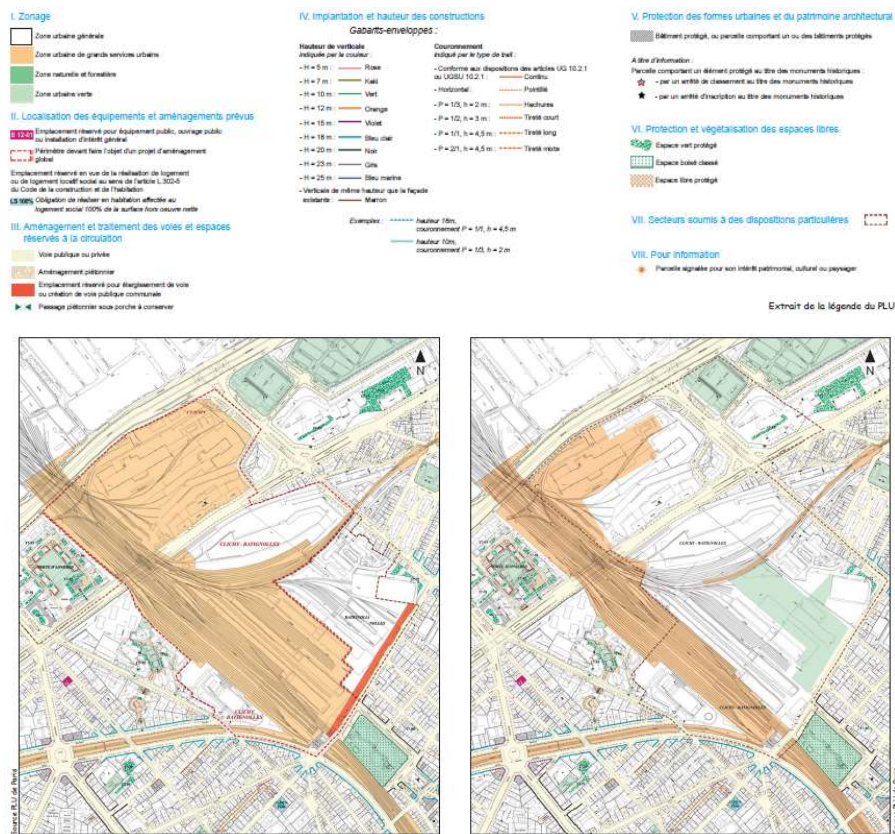 I. Zonage
Zone urbaine générale
Zone urbaine de grands services urbains
Zone naturelle et forestière
Zone urbaine verte
II. Localisation des équipements et aménagements prévus
Emplacement réservé pour équipement public, ouvrage public
ou installation d'intérêt général
Périmètre devant faire l'objet d'un projet d'aménagement
global
Emplacement réservé en vue de la réalisation de logement
ou de logement locatif social au sens de l'article L.302-5
du Code de la construction et de l'habitation
LS 100% Obligation de réaliser en habitation affectée au
logement social 100% de la surface hors oeuvre nette
III. Aménagement et traitement des voies et espaces
réservés à la circulation
Voie publique ou privée
Aménagement piétonnier
Emplacement réservé pour élargissement de voie
ou création de voie publique communale
Passage piétonnier sous porche à conserver
IV. Implantation et hauteur des constructions
Gabarits-enveloppes :
Hauteur de verticale
indiquée par la couleur :
- H = 5 m : Rose
- H = 7 m : Kaki
- H = 10 m : Vert
- H = 12 m : Orange
- H = 15 m : Violet
- H = 18 m : Bleu clair
- H = 20 m : Noir
- H = 23 m : Gris
- H = 25 m : Bleu marine
- Verticale de même hauteur que la façade
existante : Marron
Couronnement
indiqué par le type de trait :
- Conforme aux dispositions des articles UG 10.2.1
ou UGSU 10.2.1 : Continu
- Horizontal : Pointillé
- P = 1/3, h = 2 m : Hachures
- P = 1/2, h = 3 m : Tireté court
- P = 1/1, h = 4,5 m : Tireté long
- P = 2/1, h = 4,5 m : Tireté mixte
Exemples : hauteur 18m,
couronnement P = 1/1, h = 4,5 m
hauteur 10m,
couronnement P = 1/3, h = 2 m
V. Protection des formes urbaines et du patrimoine architectural
Bâtiment protégé, ou parcelle comportant un ou des bâtiments protégés
A titre d'information :
Parcelle comportant un élément protégé au titre des monuments historiques :
- par un arrêté de classement au titre des monuments historiques
- par un arrêté d'inscription au titre des monuments historiques
VI. Protection et végétalisation des espaces libres
Espace vert protégé
Espace boisé classé
Espace libre protégé
VII. Secteurs soumis à des dispositions particulières
VIII. Pour information
Parcelle signalée pour son intérêt patrimonial, culturel ou paysager
Extrait de la légende du PLU
N
CLICHY
CLICHY-BATIGNOLLES
CLICHY-
BATIGNOLLES
Source PLU de Paris
N
CLICHY - BATIGNOLLES
CLICHY-BATIGNOLLES